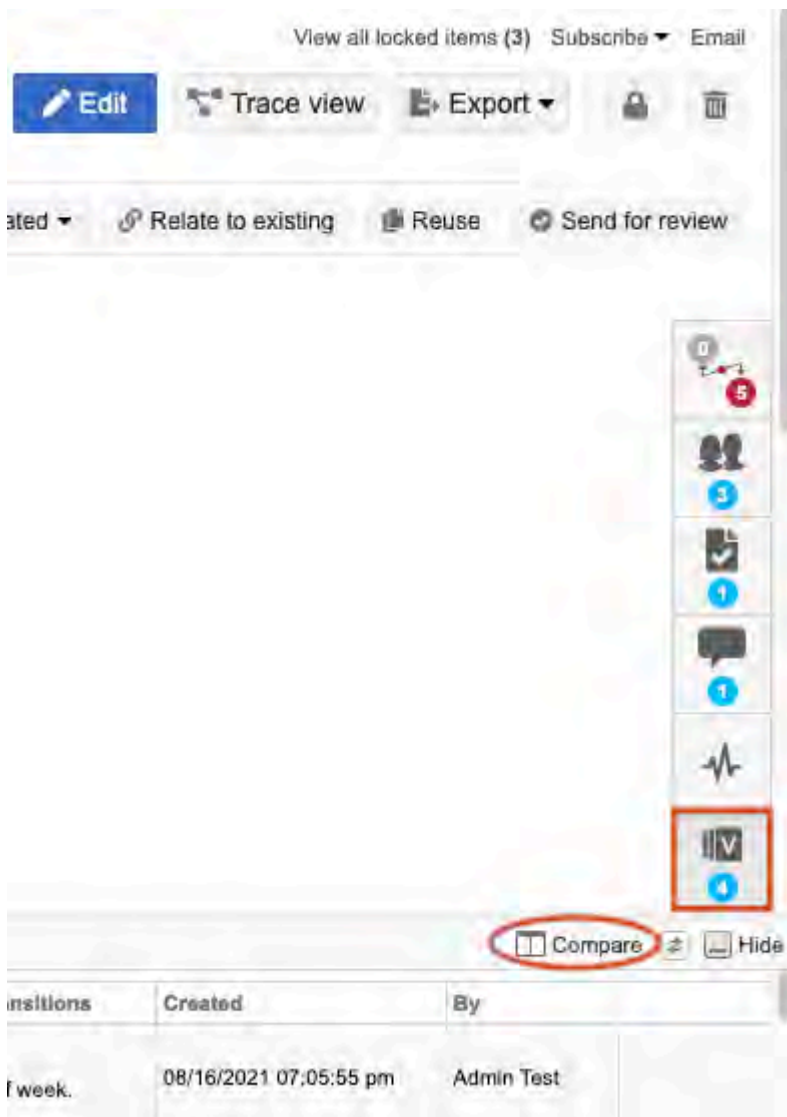 View all locked items (3) Subscribe Email
Edit Trace view Export
ated Relate to existing Reuse Send for review
0
5
3
1
1
V
4
Compare Hide
ansitions Created By
f week. 08/16/2021 07:05:55 pm Admin Test